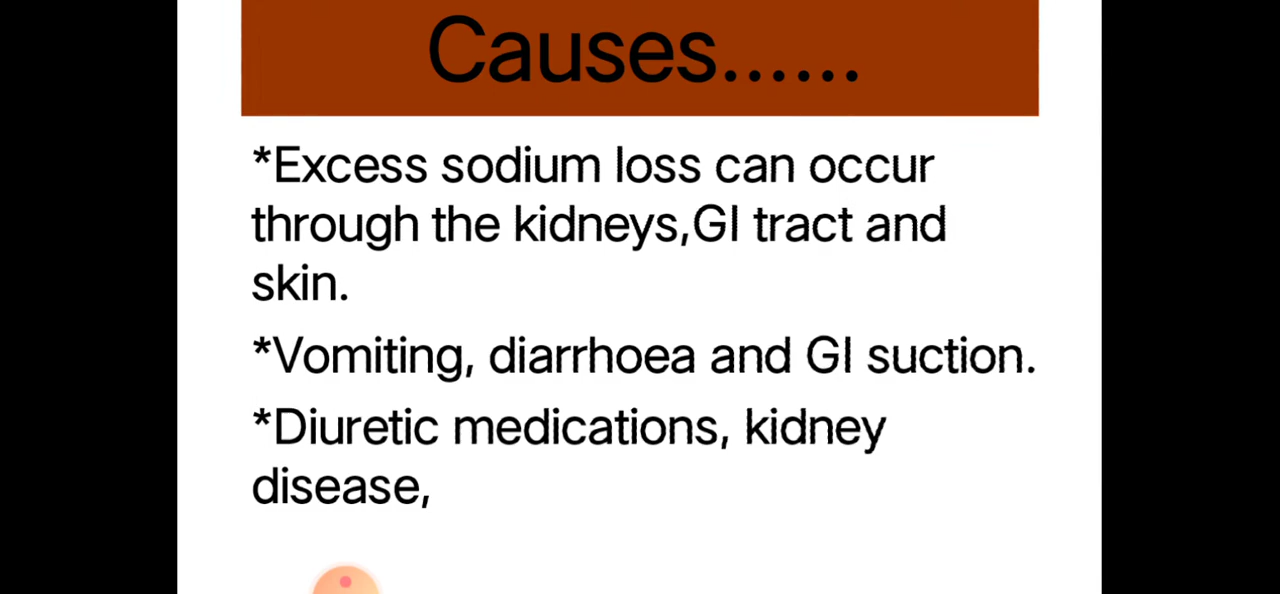 Causes......
*Excess sodium loss can occur
through the kidneys,GI tract and
skin.
*Vomiting, diarrhoea and GI suction.
*Diuretic medications, kidney
disease,